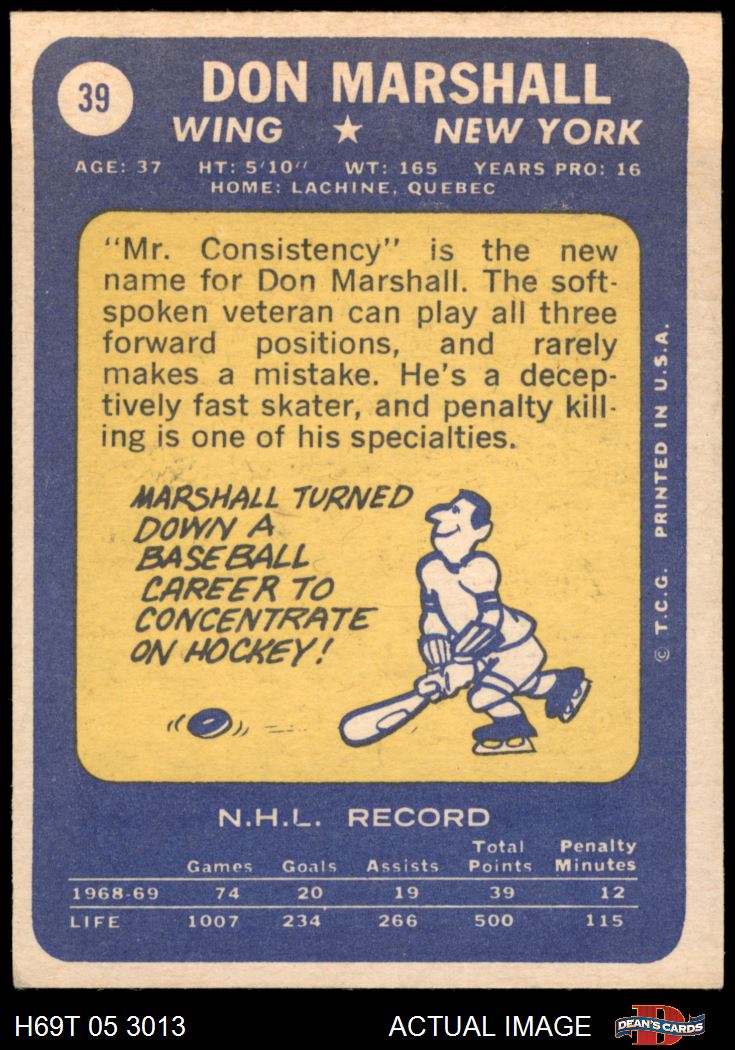 39
DON MARSHALL
WING ★ NEW YORK
AGE: 37 HT: 5'10" WT: 165 YEARS PRO: 16
HOME: LACHINE, QUEBEC
"Mr. Consistency" is the new
name for Don Marshall. The soft-
spoken veteran can play all three
forward positions, and rarely
makes a mistake. He's a decep-
tively fast skater, and penalty kill-
ing is one of his specialties.
MARSHALL TURNED
DOWN A
BASEBALL
CAREER TO
CONCENTRATE
ON HOCKEY!
© T.C.G. PRINTED IN U.S.A.
N.H.L. RECORD
Games Goals Assists Total Points Penalty Minutes
1968-69 74 20 19 39 12
LIFE 1007 234 266 500 115
H69T 05 3013 ACTUAL IMAGE
D
DEAN'S CARDS